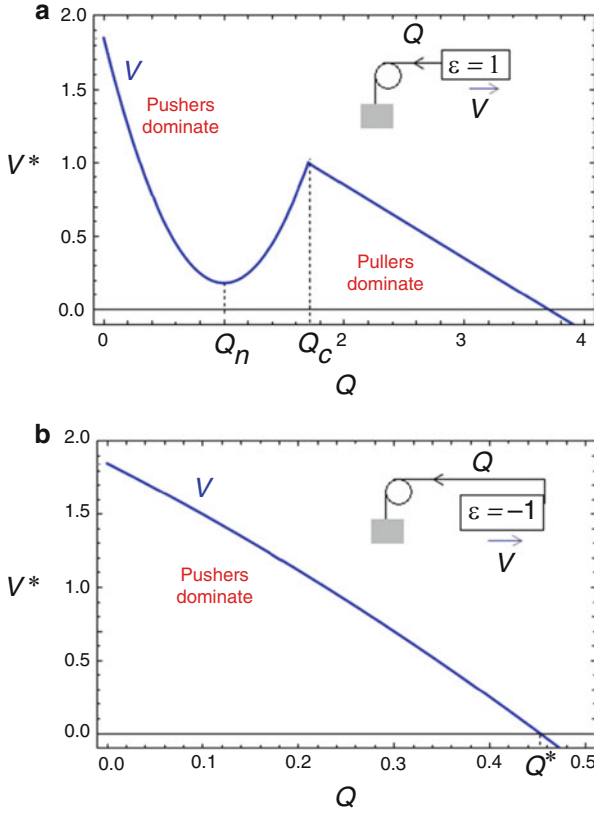 a
2.0
Q
ε = 1
V
V
1.5
Pushers
dominate
V*
1.0
0.5
Pullers
dominate
0.0
0
Q_n
Q_c
2
3
4
Q
b
2.0
Q
V
ε = −1
1.5
V
Pushers
dominate
V*
1.0
0.5
0.0
0.0
0.1
0.2
0.3
0.4
Q*
0.5
Q